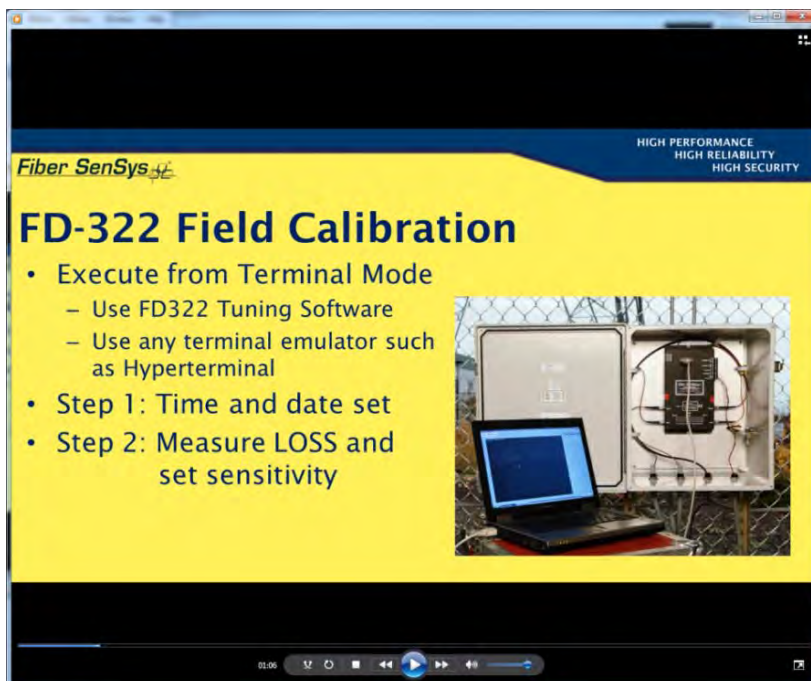 HIGH PERFORMANCE
HIGH RELIABILITY
HIGH SECURITY
Fiber SenSys
FD-322 Field Calibration
• Execute from Terminal Mode
– Use FD322 Tuning Software
– Use any terminal emulator such
as Hyperterminal
• Step 1: Time and date set
• Step 2: Measure LOSS and
set sensitivity
01:06